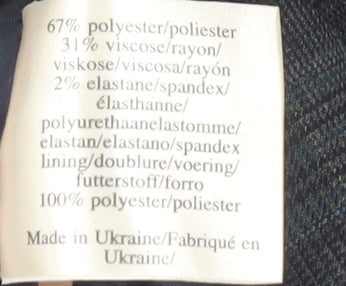 67% polyester/poliester
31% viscose/rayon/
viskose/viscosa/rayón
2% elastane/spandex/
élasthanne/
polyurethaanelastomme/
elastan/elastano/spandex
lining/doublure/voering/
futterstoff/forro
100% polyester/poliester
Made in Ukraine/Fabriqué en
Ukraine/